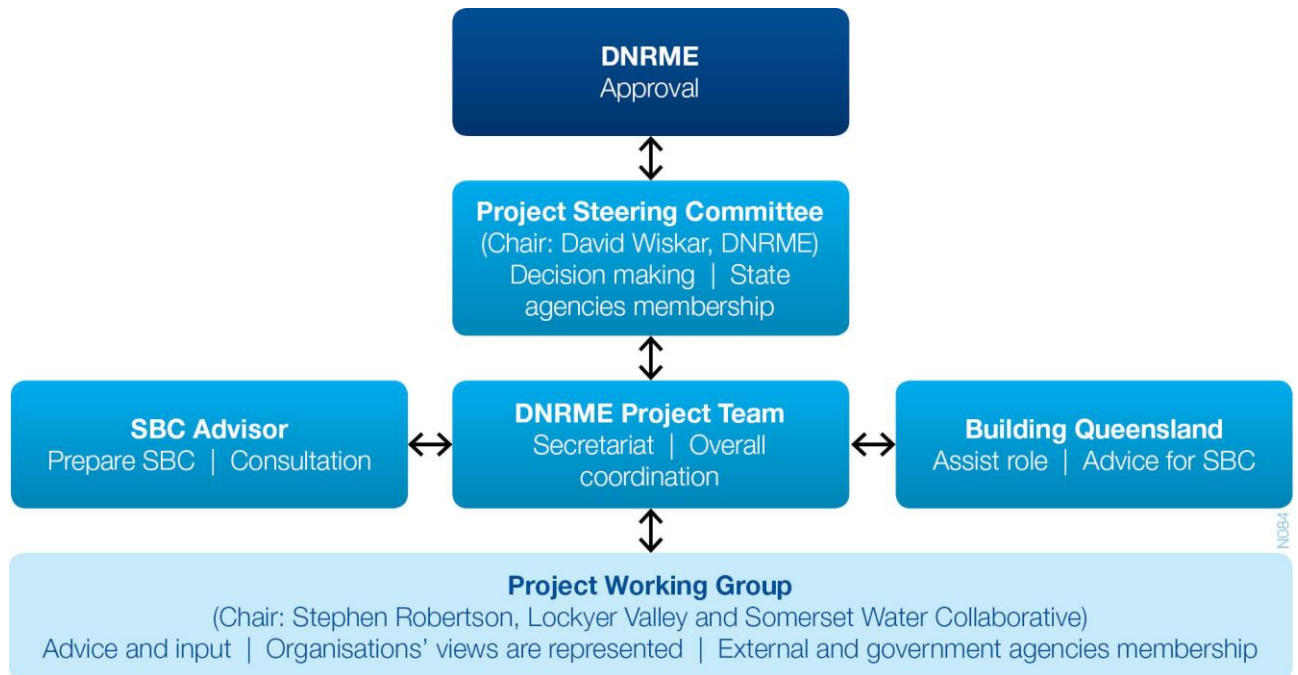 DNRME
Approval
Project Steering Committee
(Chair: David Wiskar, DNRME)
Decision making | State
agencies membership
SBC Advisor
Prepare SBC | Consultation
DNRME Project Team
Secretariat | Overall
coordination
Building Queensland
Assist role | Advice for SBC
N084
Project Working Group
(Chair: Stephen Robertson, Lockyer Valley and Somerset Water Collaborative)
Advice and input | Organisations’ views are represented | External and government agencies membership